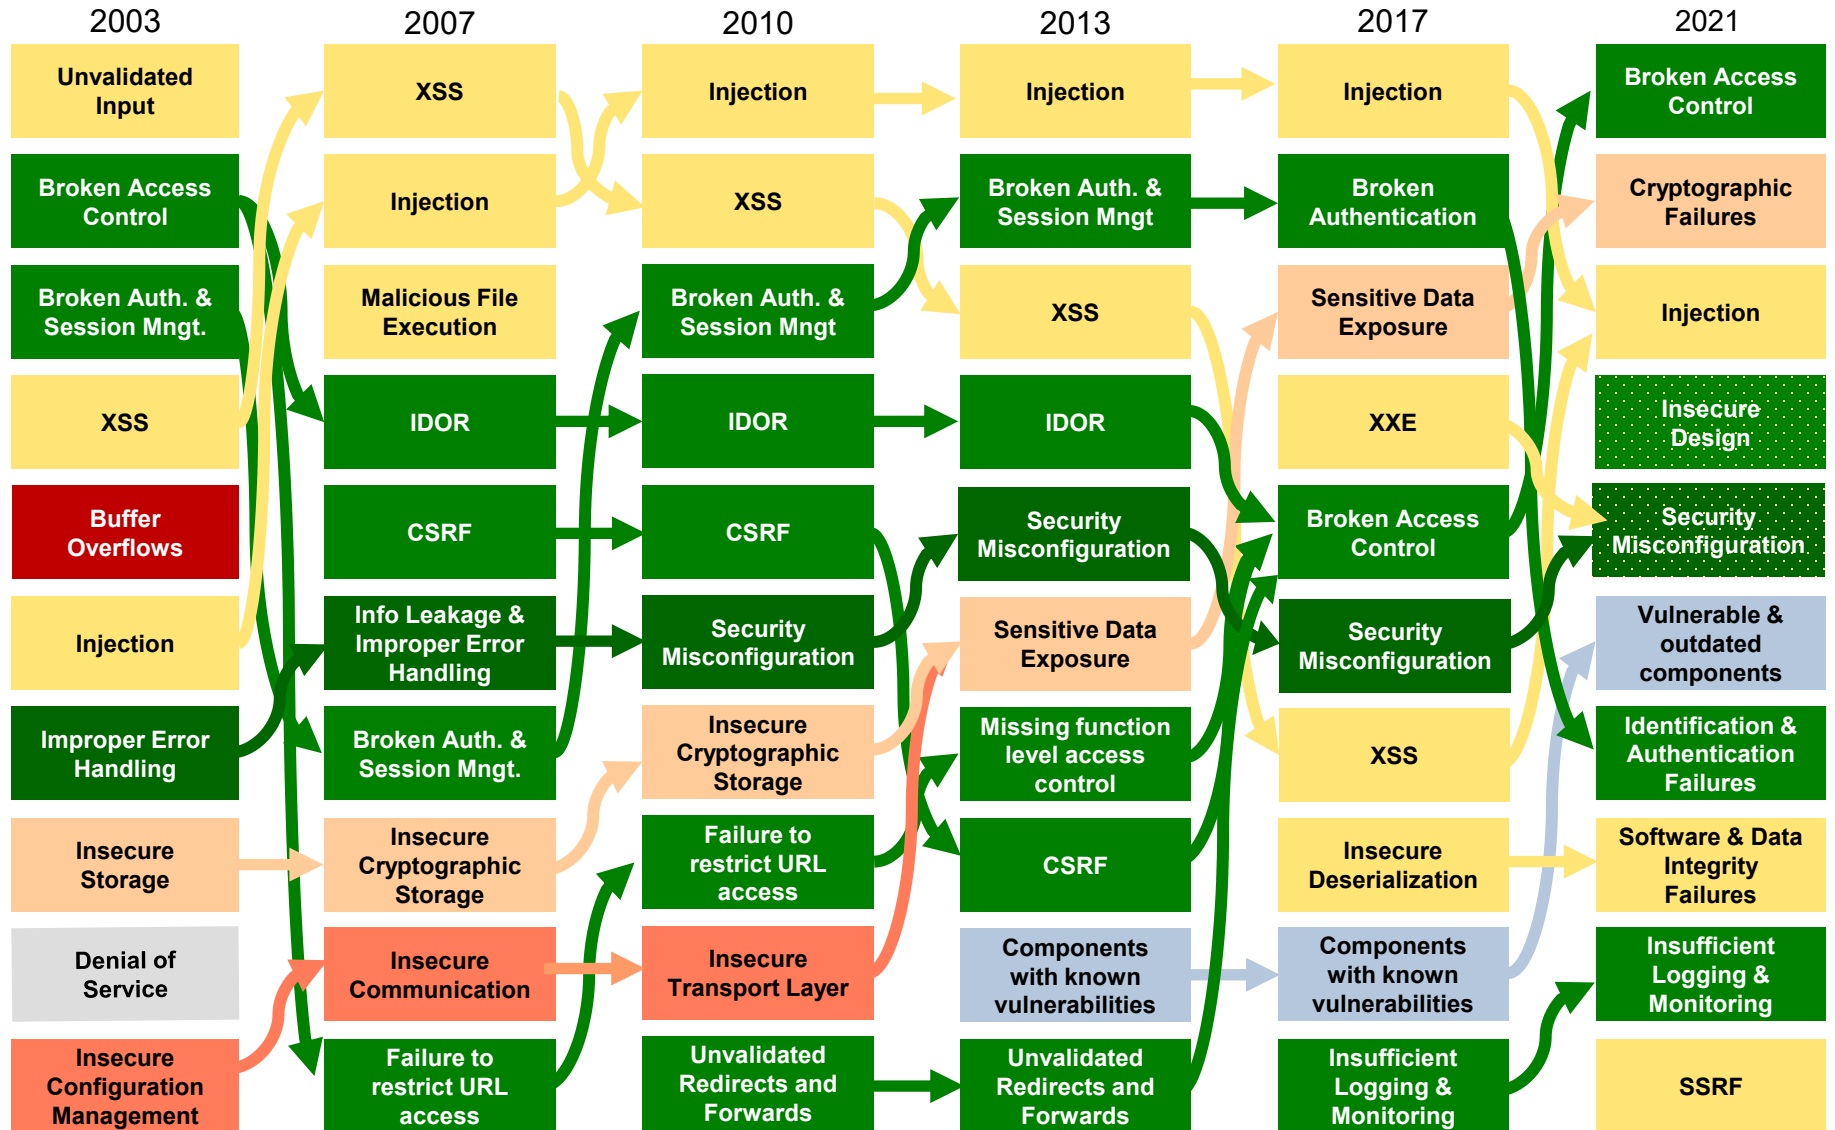 2003
2007
2010
2013
2017
2021
Unvalidated
Input
XSS
Injection
Injection
Injection
Broken Access
Control
Broken Access
Control
Injection
XSS
Broken Auth. &
Session Mngt
Broken
Authentication
Cryptographic
Failures
Broken Auth. &
Session Mngt.
Malicious File
Execution
Broken Auth. &
Session Mngt
XSS
Sensitive Data
Exposure
Injection
XSS
IDOR
IDOR
IDOR
XXE
Insecure
Design
Buffer
Overflows
CSRF
CSRF
Security
Misconfiguration
Broken Access
Control
Security
Misconfiguration
Injection
Info Leakage &
Improper Error
Handling
Security
Misconfiguration
Sensitive Data
Exposure
Security
Misconfiguration
Vulnerable &
outdated
components
Improper Error
Handling
Broken Auth. &
Session Mngt.
Insecure
Cryptographic
Storage
Missing function
level access
control
XSS
Identification &
Authentication
Failures
Insecure
Storage
Insecure
Cryptographic
Storage
Failure to
restrict URL
access
CSRF
Insecure
Deserialization
Software & Data
Integrity
Failures
Denial of
Service
Insecure
Communication
Insecure
Transport Layer
Components
with known
vulnerabilities
Components
with known
vulnerabilities
Insufficient
Logging &
Monitoring
Insecure
Configuration
Management
Failure to
restrict URL
access
Unvalidated
Redirects and
Forwards
Unvalidated
Redirects and
Forwards
Insufficient
Logging &
Monitoring
SSRF